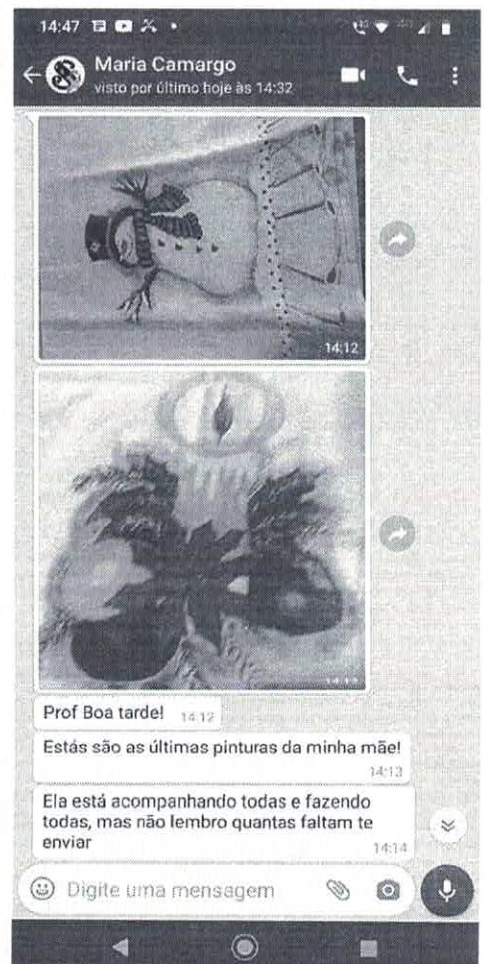 14:47
Maria Camargo
visto por último hoje às 14:32
14:12
Prof Boa tarde! 14:12
Estás são as últimas pinturas da minha mãe!
14:13
Ela está acompanhando todas e fazendo
todas, mas não lembro quantas faltam te
enviar 14:14
Digite uma mensagem